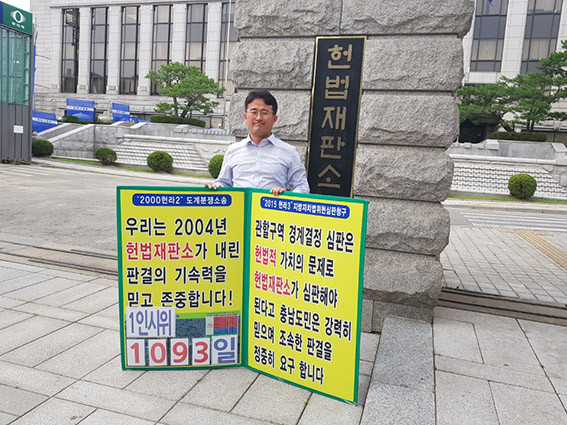 헌법재판소
"2000헌라2" 도계분쟁소송
우리는 2004년
헌법재판소가 내린
판결의 기속력을
믿고 존중합니다!
1인시위
1093일
"2015 헌라3" 지방자치법위헌심판청구
관할구역 경계결정 심판은
헌법적 가치의 문제로
헌법재판소가 심판해야
된다고 충남도민은 강력히
믿으며 조속한 판결을
정중히 요구 합니다